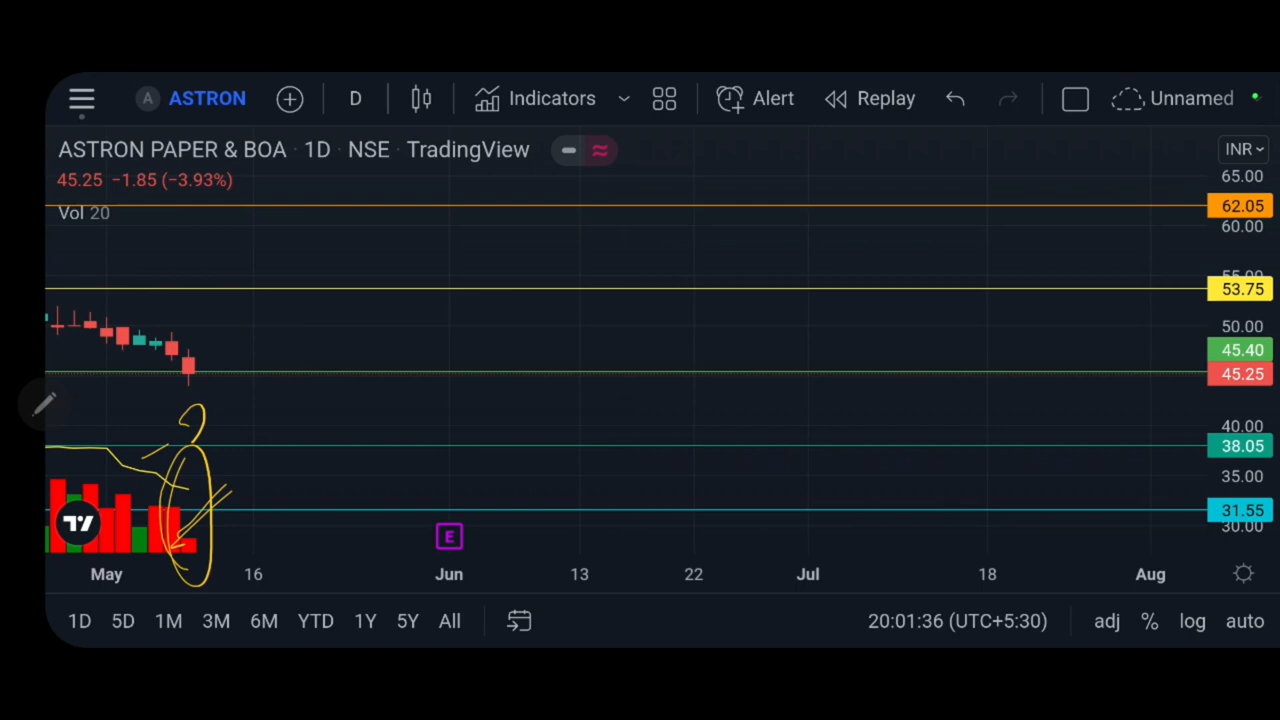 A ASTRON D Indicators Alert Replay Unnamed
ASTRON PAPER & BOA · 1D · NSE · TradingView
INR
45.25 −1.85 (−3.93%)
Vol 20
65.00
62.05
60.00
55.00
53.75
50.00
45.40
45.25
40.00
38.05
35.00
31.55
30.00
E
May 16 Jun 13 22 Jul 18 Aug
1D 5D 1M 3M 6M YTD 1Y 5Y All 20:01:36 (UTC+5:30) adj % log auto